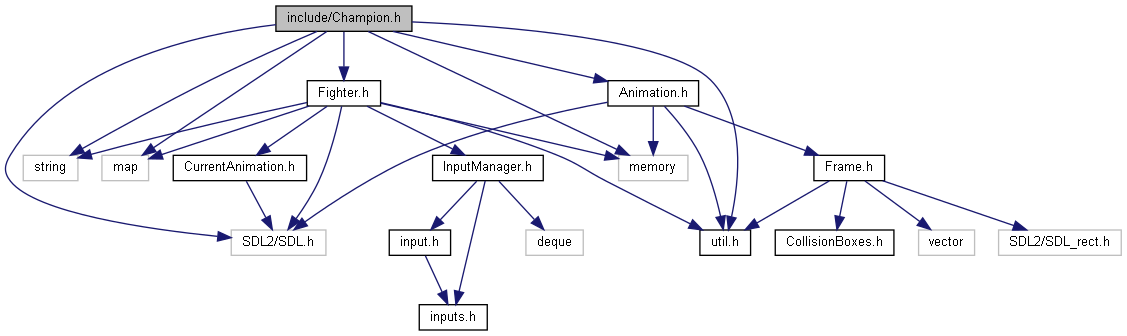 include/Champion.h
Fighter.h
Animation.h
string
map
CurrentAnimation.h
InputManager.h
memory
Frame.h
SDL2/SDL.h
input.h
deque
util.h
CollisionBoxes.h
vector
SDL2/SDL_rect.h
inputs.h